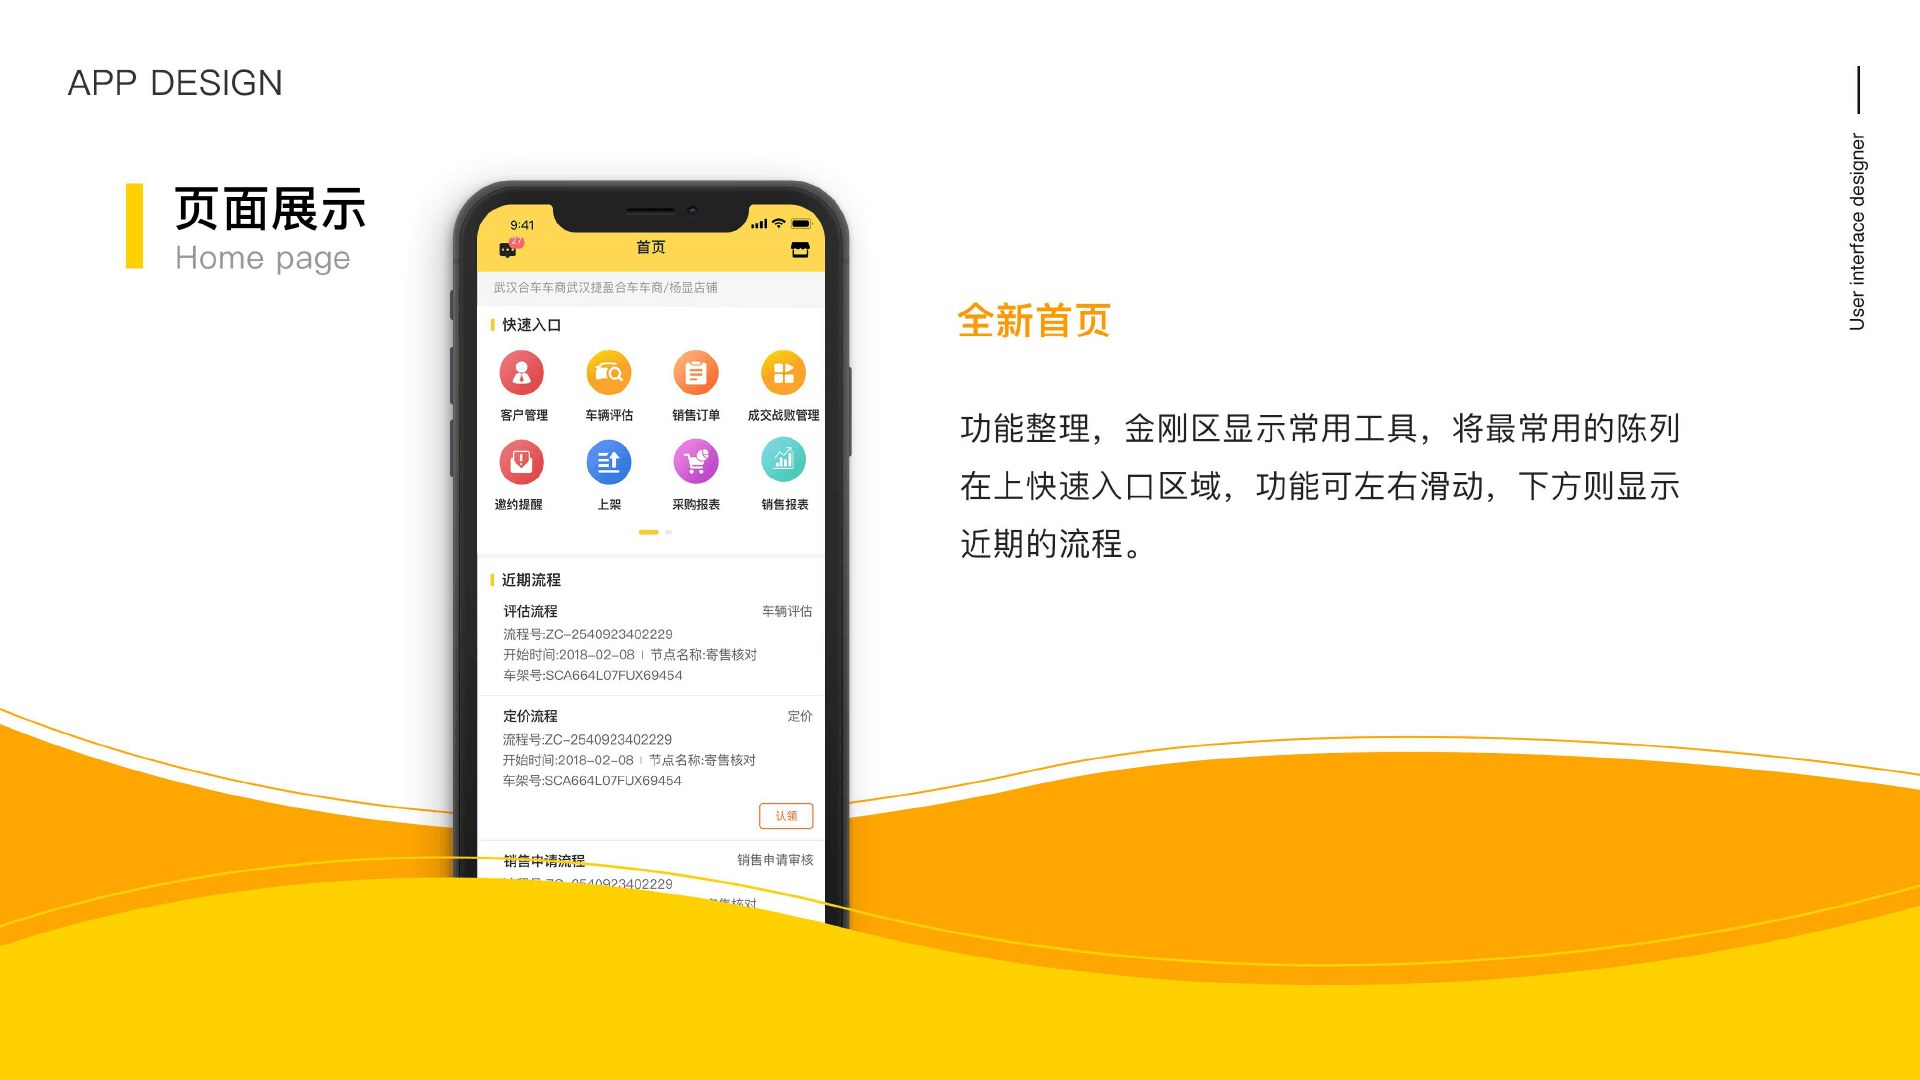 APP DESIGN
User interface designer
页面展示
Home page
9:41
27
首页
武汉合车车商武汉捷盈合车车商/杨显店铺
快速入口
客户管理
车辆评估
销售订单
成交战败管理
邀约提醒
上架
采购报表
销售报表
近期流程
评估流程
车辆评估
流程号:ZC-2540923402229
开始时间:2018-02-08 | 节点名称:寄售核对
车架号:SCA664L07FUX69454
定价流程
定价
流程号:ZC-2540923402229
开始时间:2018-02-08 | 节点名称:寄售核对
车架号:SCA664L07FUX69454
认领
销售申请流程
销售申请审核
2540923402229
售核对
全新首页
功能整理，金刚区显示常用工具，将最常用的陈列
在上快速入口区域，功能可左右滑动，下方则显示
近期的流程。